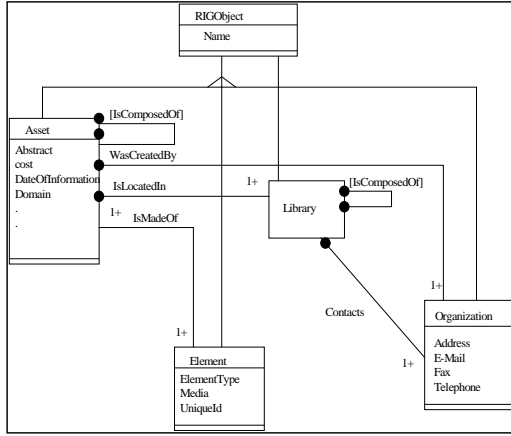 RIGObject
Name
[IsComposedOf]
Asset
Abstract
cost
DateOfInformation
Domain
.
.
WasCreatedBy
IsLocatedIn
1+
[IsComposedOf]
Library
1+
IsMadeOf
Contacts
1+
Organization
Address
E-Mail
Fax
Telephone
1+
1+
Element
ElementType
Media
UniqueId